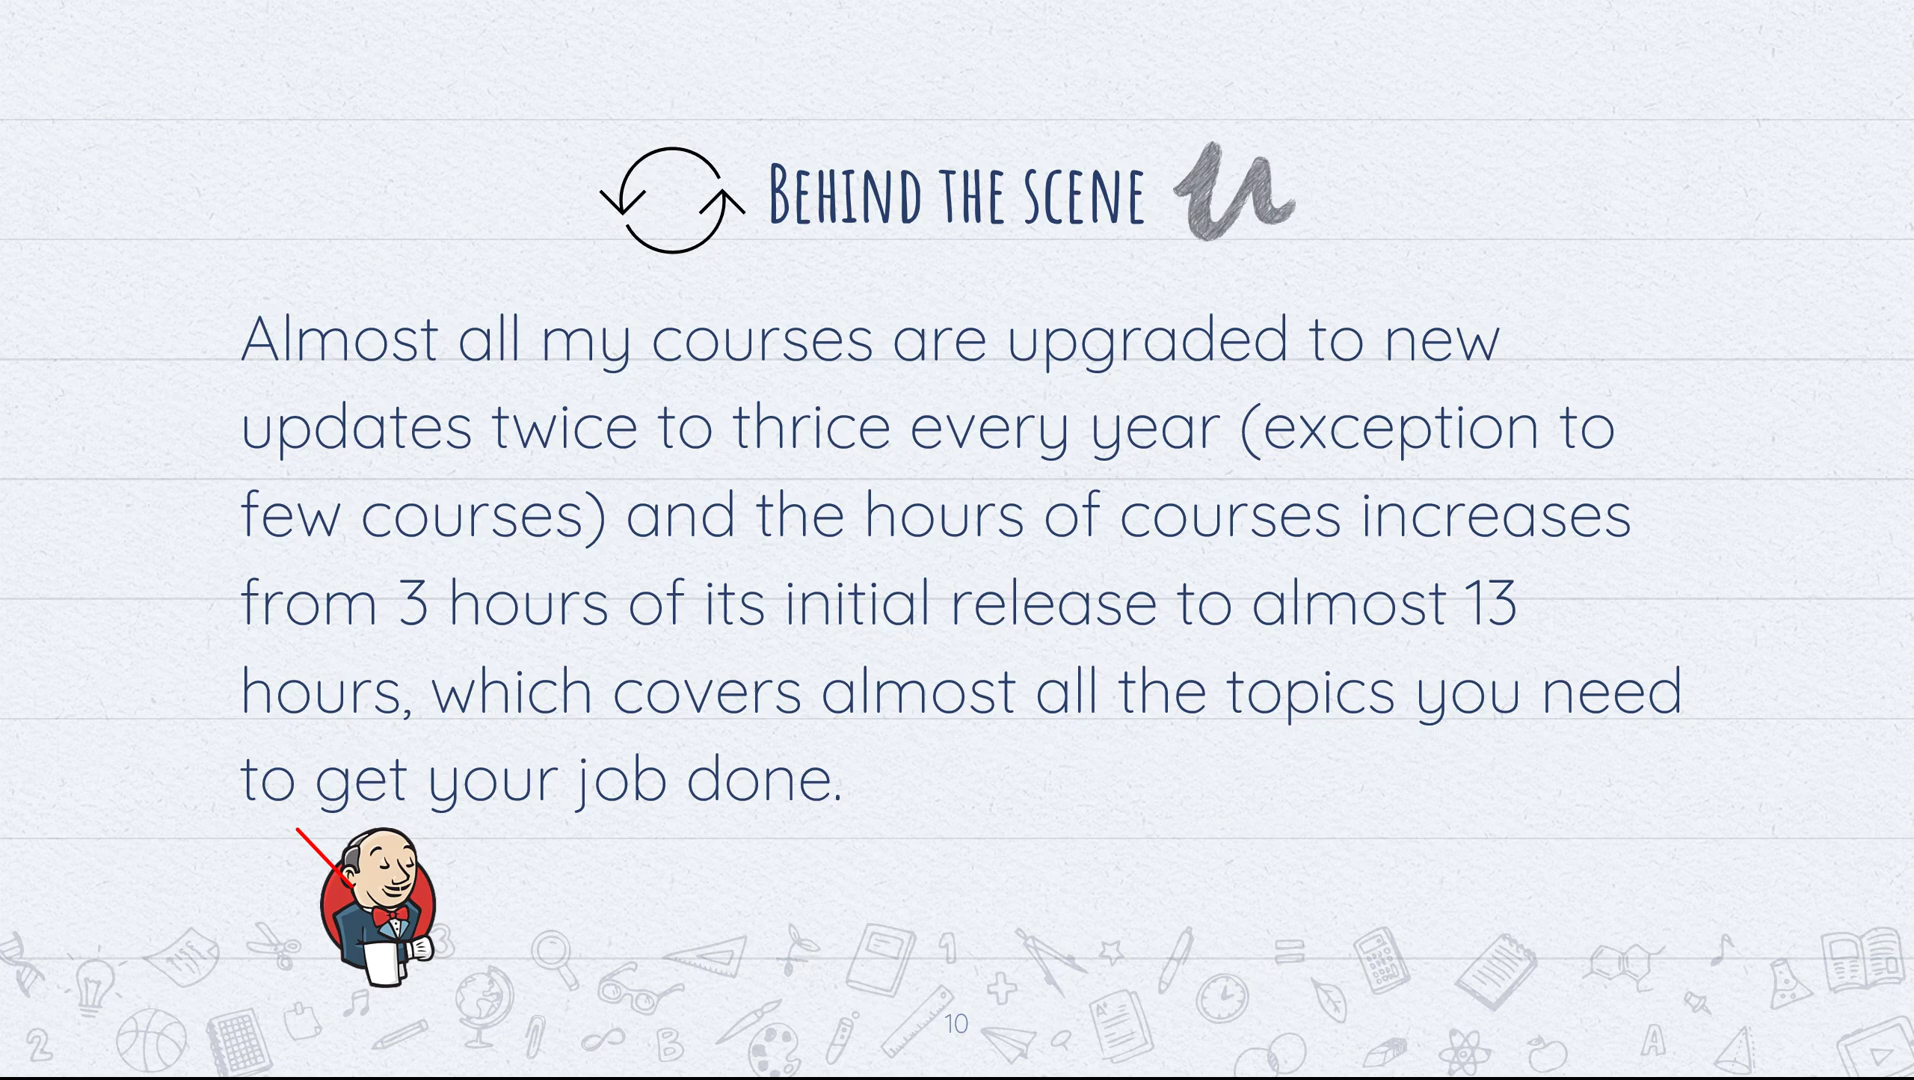 Behind the scene
Almost all my courses are upgraded to new
updates twice to thrice every year (exception to
few courses) and the hours of courses increases
from 3 hours of its initial release to almost 13
hours, which covers almost all the topics you need
to get your job done.
10